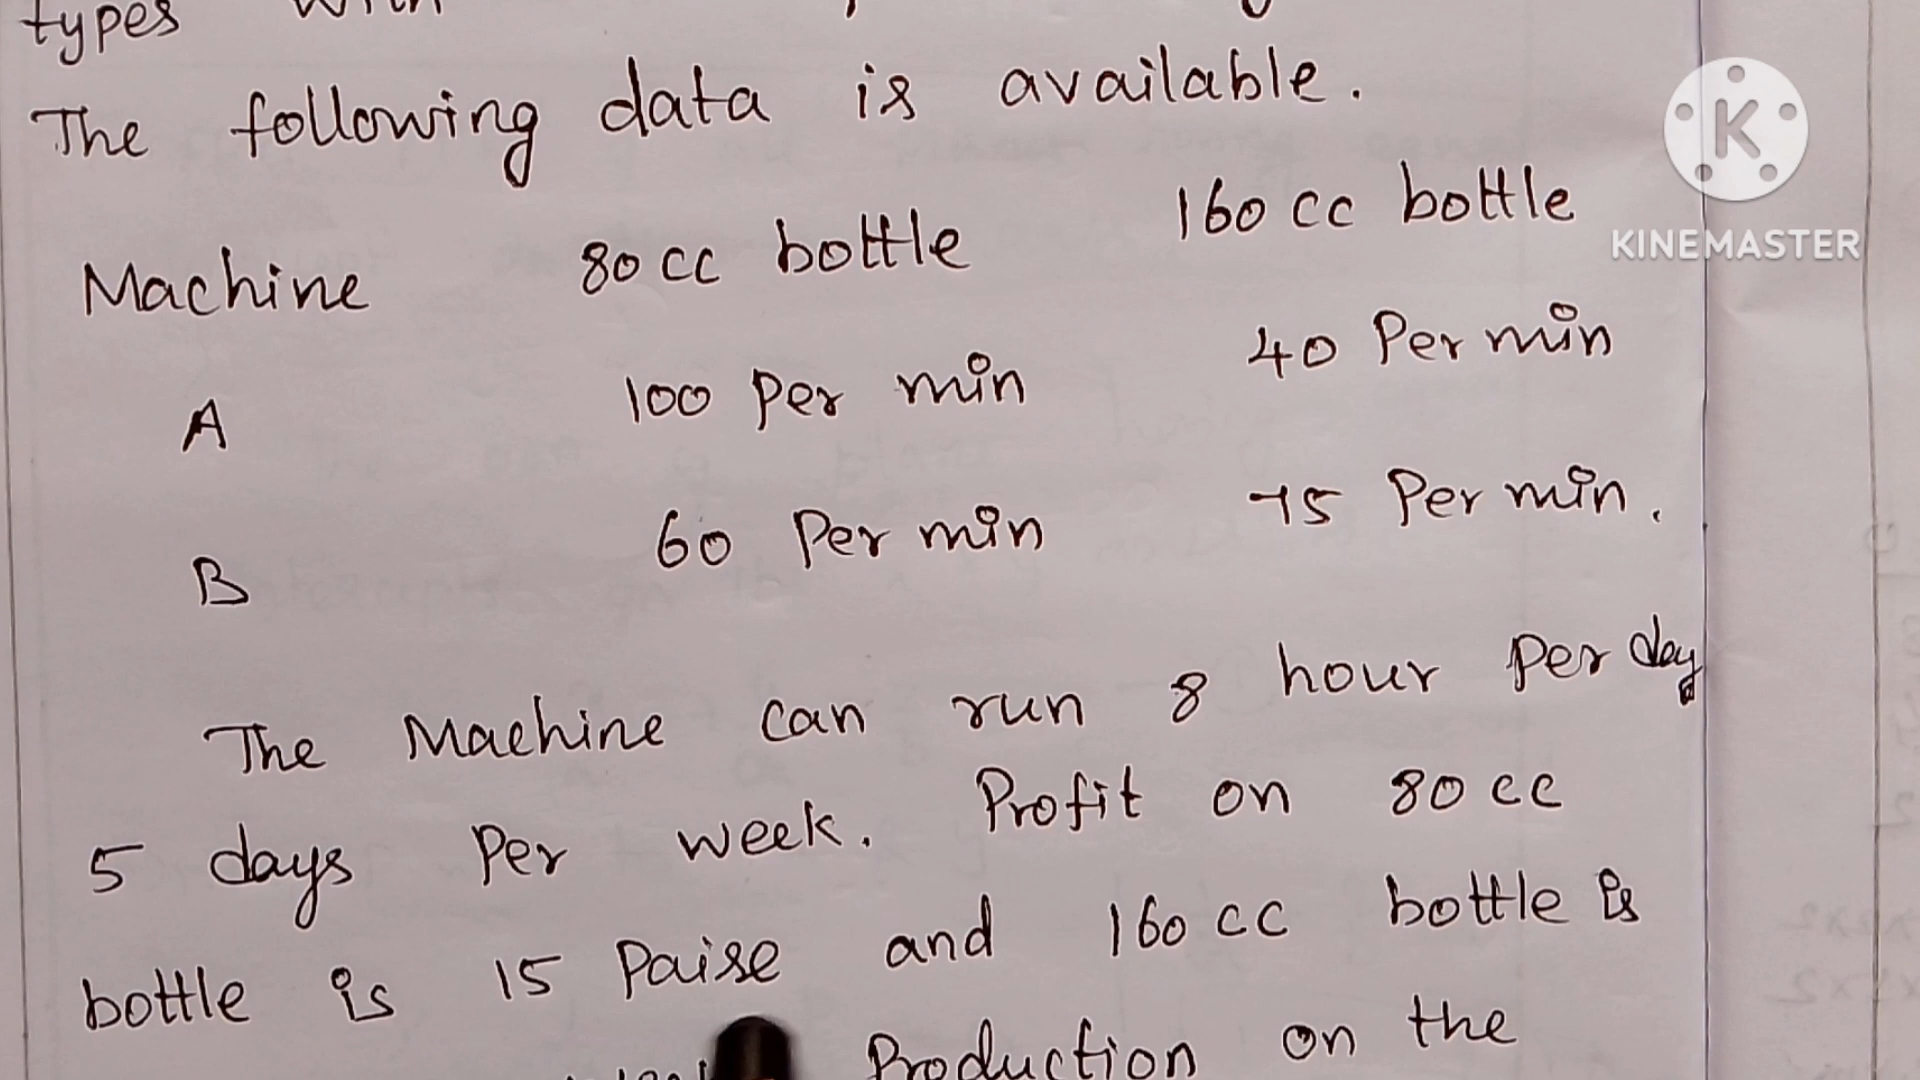 types with
The following data is available.
Machine 80 cc bottle 160 cc bottle
A 100 Per min 40 Per min
B 60 Per min 75 Per min.
The Machine can run 8 hour Per day
5 days Per week. Profit on 80 cc
bottle is 15 Paise and 160 cc bottle is
Production on the
KINEMASTER